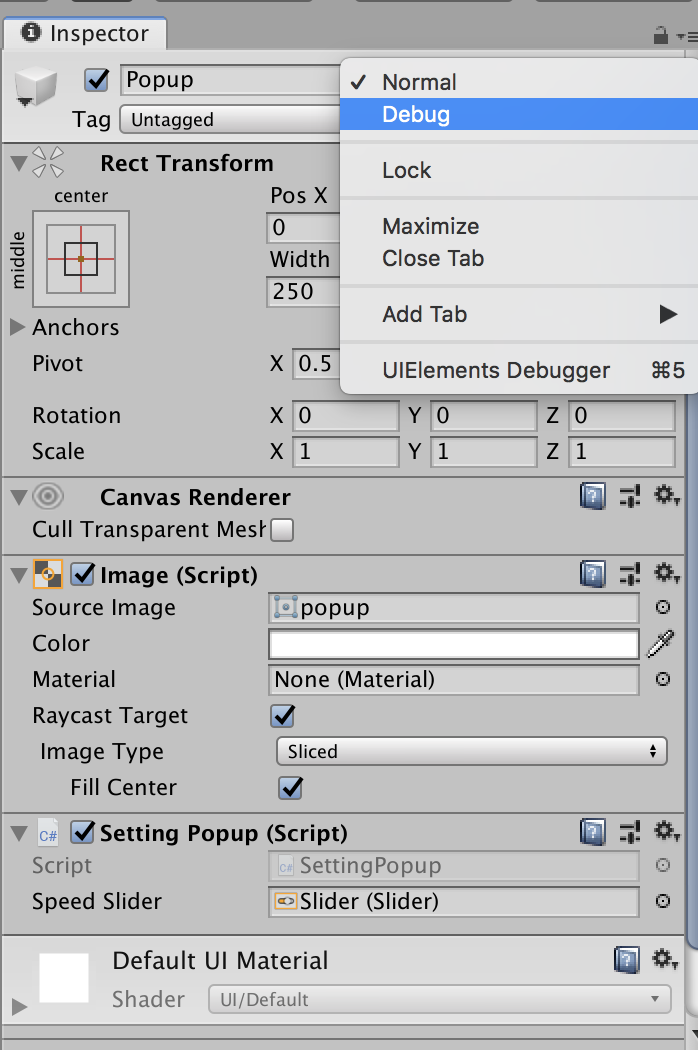 Inspector
Popup
Normal
Tag Untagged
Debug
Rect Transform
Lock
center
Pos X
middle
0
Maximize
Width
Close Tab
250
Anchors
Add Tab
Pivot X 0.5
UIElements Debugger ⌘5
Rotation X 0 Y 0 Z 0
Scale X 1 Y 1 Z 1
Canvas Renderer
Cull Transparent Mesh
Image (Script)
Source Image popup
Color
Material None (Material)
Raycast Target
Image Type Sliced
Fill Center
C# Setting Popup (Script)
Script C# SettingPopup
Speed Slider Slider (Slider)
Default UI Material
Shader UI/Default